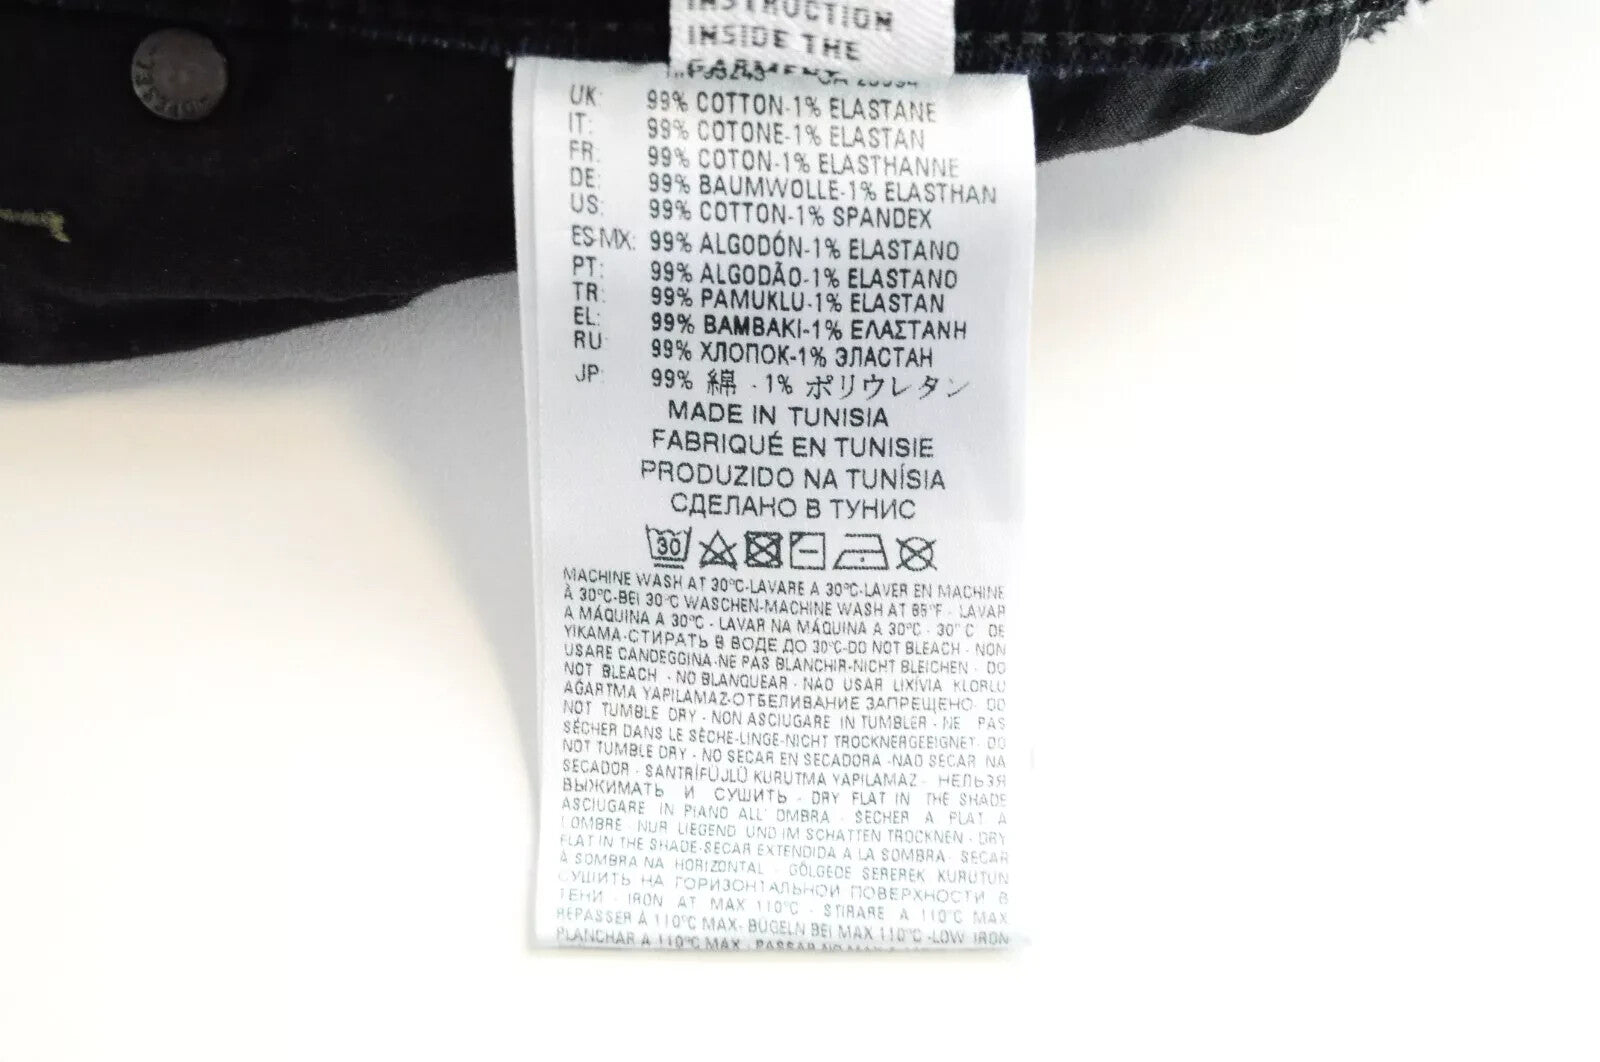 INSTRUCTION
INSIDE THE
GARMENT
UK: 99% COTTON-1% ELASTANE
IT: 99% COTONE-1% ELASTAN
FR: 99% COTON-1% ELASTHANNE
DE: 99% BAUMWOLLE-1% ELASTHAN
US: 99% COTTON-1% SPANDEX
ES-MX: 99% ALGODÓN-1% ELASTANO
PT: 99% ALGODÃO-1% ELASTANO
TR: 99% PAMUKLU-1% ELASTAN
EL: 99% ΒΑΜΒΑΚΙ-1% ΕΛΑΣΤΑΝΗ
RU 99% ХЛОПОК-1% ЭЛАСТАН
JP: 99% 綿 - 1% ポリウレタン
MADE IN TUNISIA
FABRIQUÉ EN TUNISIE
PRODUZIDO NA TUNÍSIA
СДЕЛАНО В ТУНИС
30
MACHINE WASH AT 30°C-LAVARE A 30°C-LAVER EN MACHINE
À 30°C-BEI 30°C WASCHEN-MACHINE WASH AT 85°F - LAVAR
A MÁQUINA A 30°C - LAVAR NA MÁQUINA A 30°C - 30° C DE
YIKAMA-СТИРАТЬ В ВОДЕ ДО 30°C-DO NOT BLEACH - NON
USARE CANDEGGINA-NE PAS BLANCHIR-NICHT BLEICHEN - DO
NOT BLEACH - NO BLANQUEAR - NAO USAR LIXÍVIA KLORLU
AĞARTMA YAPILAMAZ-ОТБЕЛИВАНИЕ ЗАПРЕЩЕНО- DO
NOT TUMBLE DRY - NON ASCIUGARE IN TUMBLER - NE PAS
SÉCHER DANS LE SÈCHE-LINGE-NICHT TROCKNERGEEIGNET- DO
NOT TUMBLE DRY - NO SECAR EN SECADORA -NAO SECAR NA
SECADOR - SANTRİFÜJLÜ KURUTMA YAPILAMAZ - НЕЛЬЗЯ
ВЫЖИМАТЬ И СУШИТЬ - DRY FLAT IN THE SHADE
ASCIUGARE IN PIANO ALL' OMBRA - SECHER A PLAT A
L'OMBRE - NUR LIEGEND UND IM SCHATTEN TROCKNEN - DRY
FLAT IN THE SHADE-SECAR EXTENDIDA A LA SOMBRA- SECAR
À SOMBRA NA HORIZONTAL - GÖLGEDE SEREREK KURUTUN
СУШИТЬ НА ГОРИЗОНТАЛЬНОЙ ПОВЕРХНОСТИ В
ТЕНИ - IRON AT MAX 110°C - STIRARE A 110°C MAX
REPASSER À 110°C MAX- BÜGELN BEI MAX 110°C -LOW IRON
PLANCHAR A 110°C MAX - PASSAR NO MAX